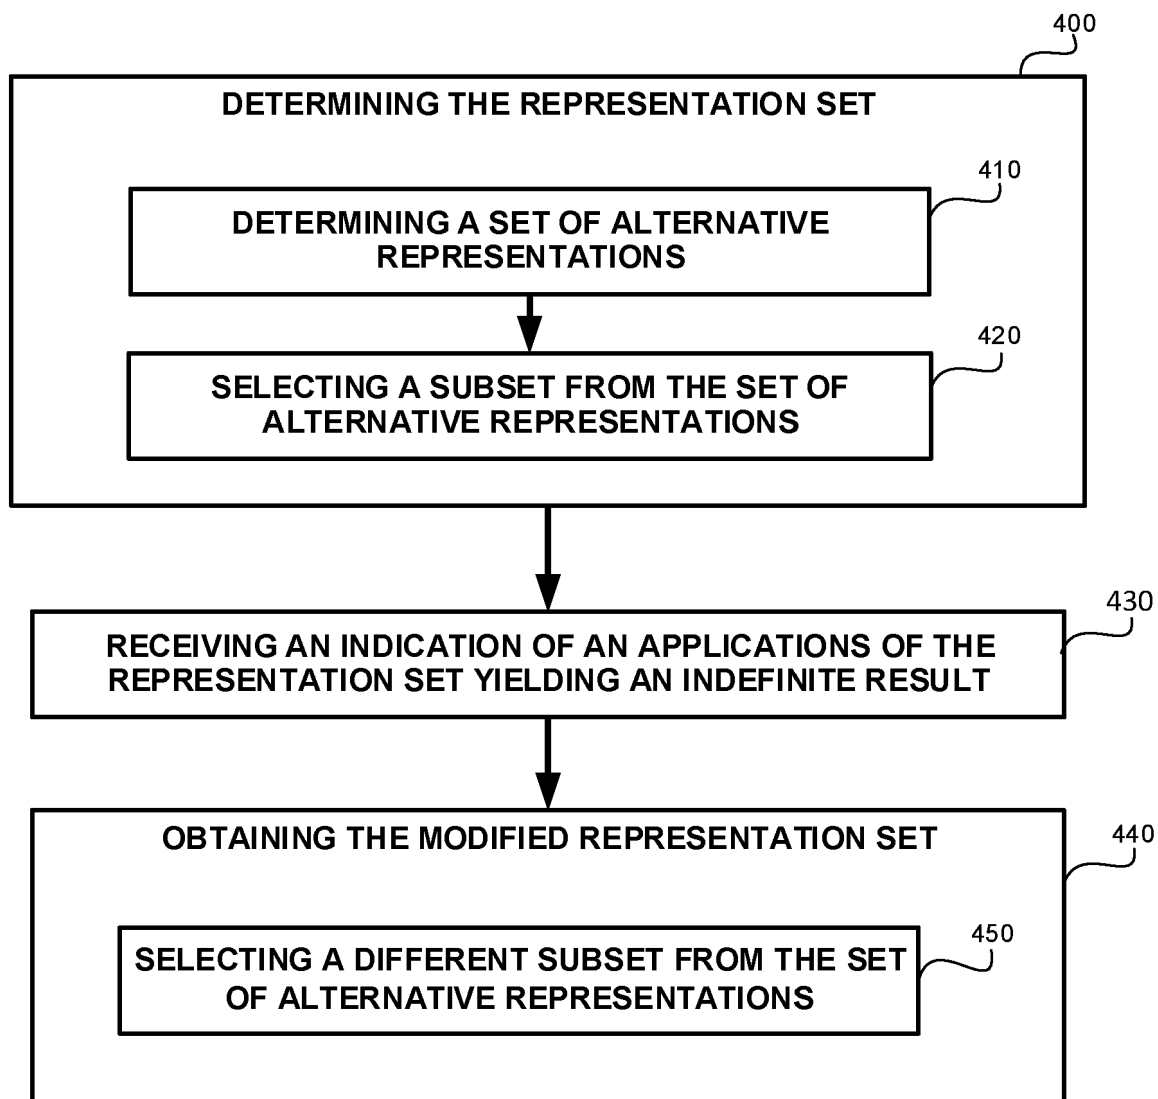 400
DETERMINING THE REPRESENTATION SET
410
DETERMINING A SET OF ALTERNATIVE
REPRESENTATIONS
420
SELECTING A SUBSET FROM THE SET OF
ALTERNATIVE REPRESENTATIONS
430
RECEIVING AN INDICATION OF AN APPLICATIONS OF THE
REPRESENTATION SET YIELDING AN INDEFINITE RESULT
440
OBTAINING THE MODIFIED REPRESENTATION SET
450
SELECTING A DIFFERENT SUBSET FROM THE SET
OF ALTERNATIVE REPRESENTATIONS